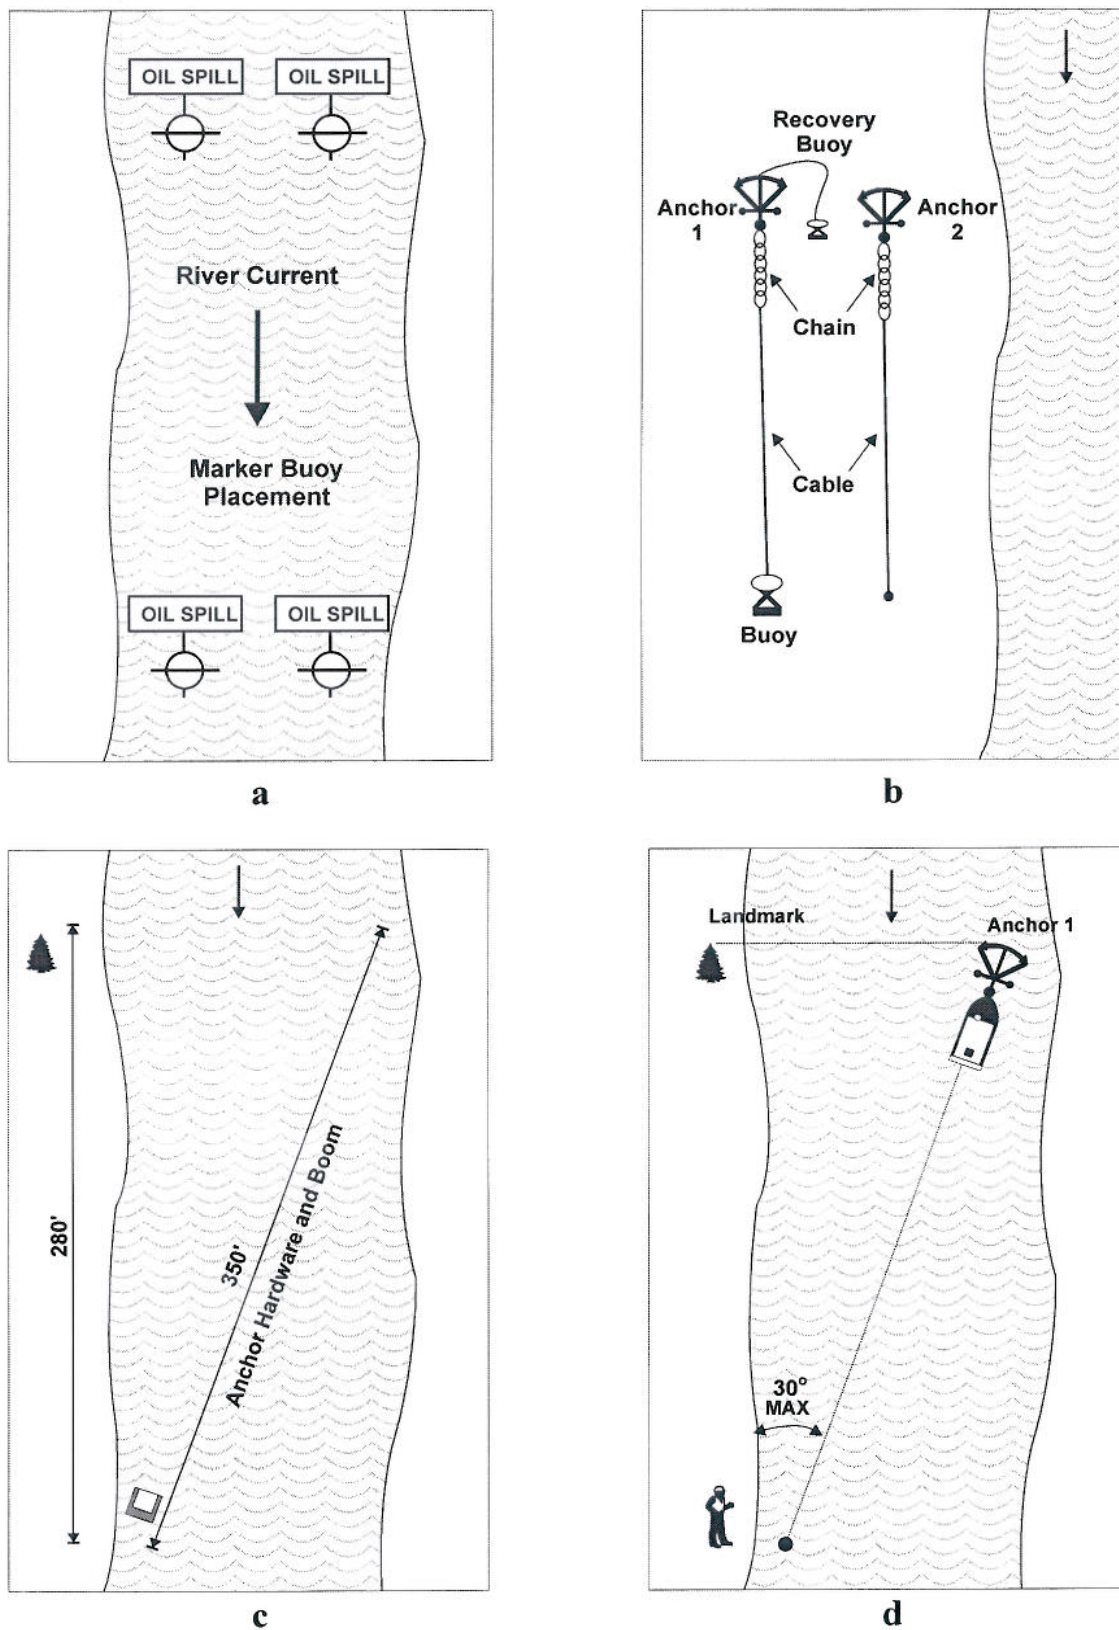 OIL SPILL
OIL SPILL
River Current
Marker Buoy
Placement
OIL SPILL
OIL SPILL
a
Recovery
Buoy
Anchor
1
Anchor
2
Chain
Cable
Buoy
b
280'
350'
Anchor Hardware and Boom
c
Landmark
Anchor 1
30°
MAX
d